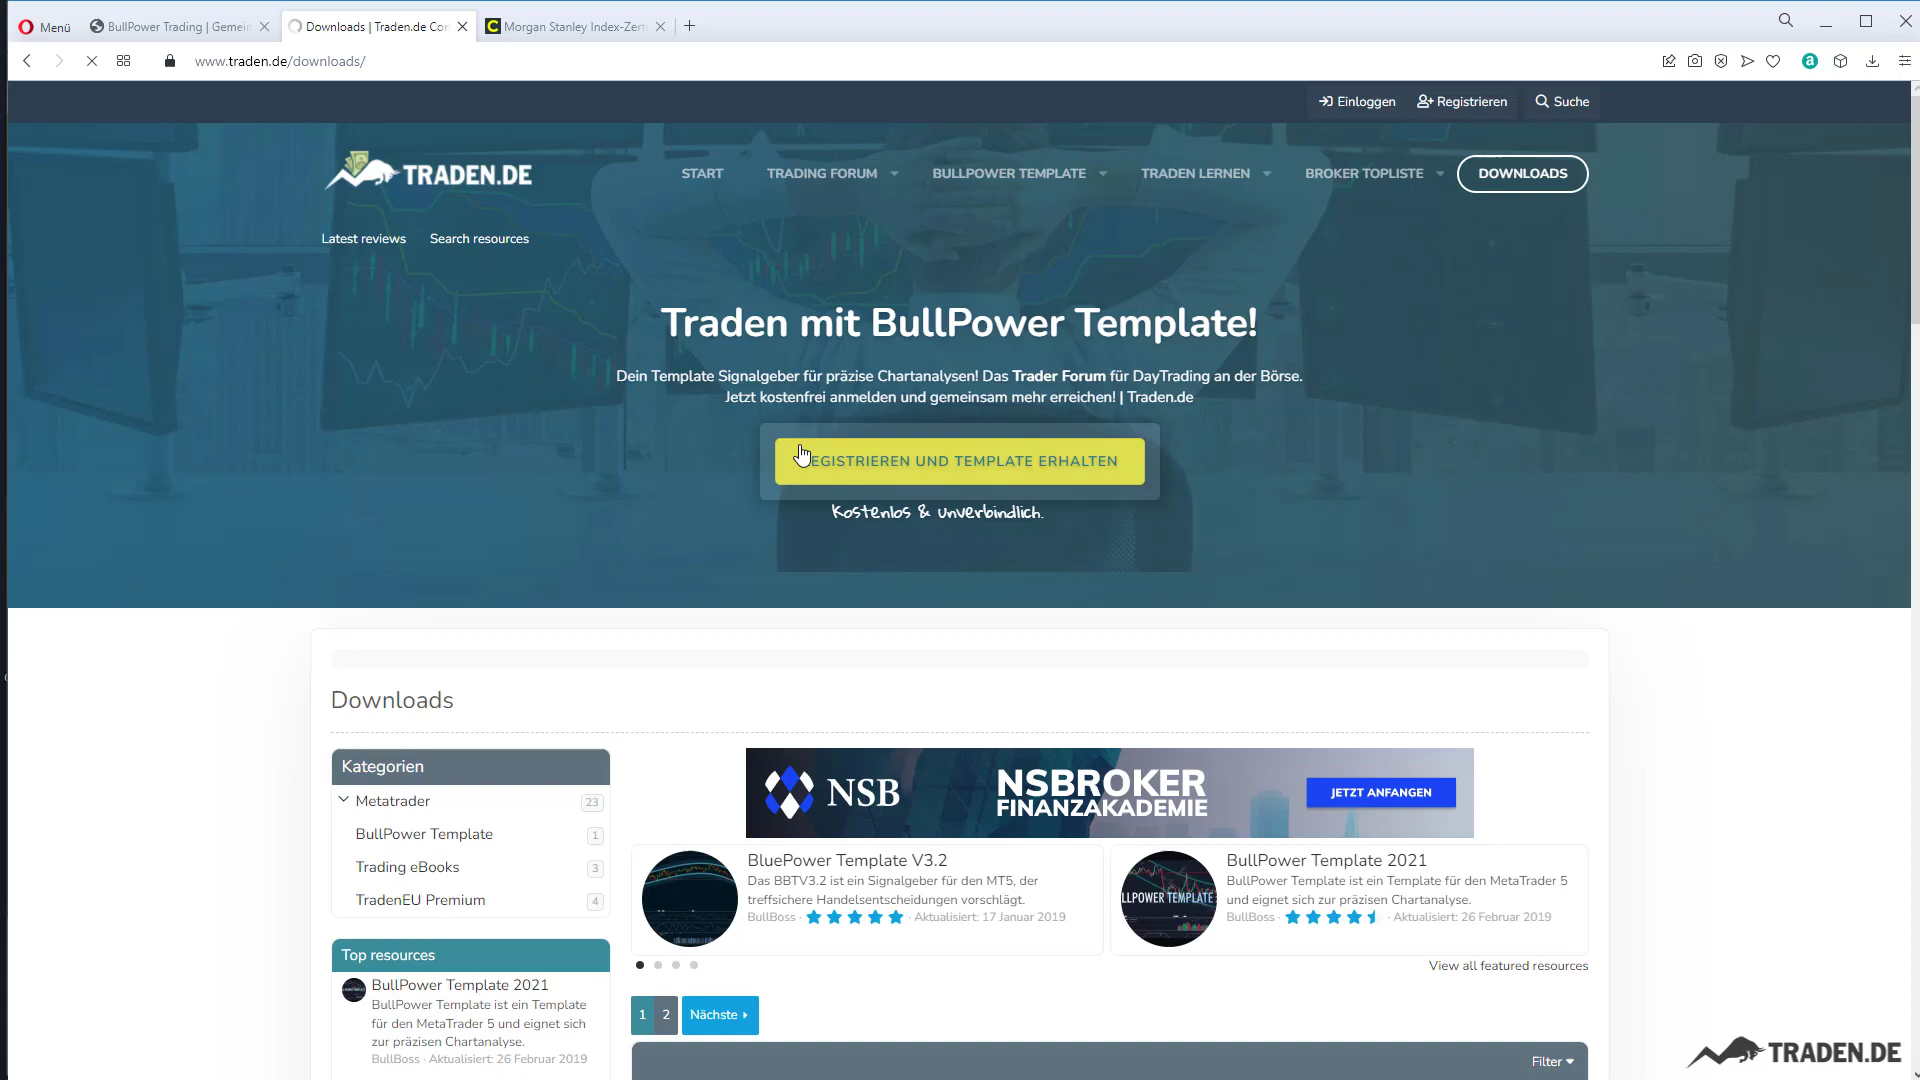 Menü
BullPower Trading | Gemein
Downloads | Traden.de Cor
Morgan Stanley Index-Zert
www.traden.de/downloads/
a
Einloggen
Registrieren
Suche
TRADEN.DE
START
TRADING FORUM
BULLPOWER TEMPLATE
TRADEN LERNEN
BROKER TOPLISTE
DOWNLOADS
Latest reviews
Search resources
Traden mit BullPower Template!
Dein Template Signalgeber für präzise Chartanalysen! Das Trader Forum für DayTrading an der Börse.
Jetzt kostenfrei anmelden und gemeinsam mehr erreichen! | Traden.de
EGISTRIEREN UND TEMPLATE ERHALTEN
Kostenlos & unverbindlich.
Downloads
Kategorien
Metatrader 23
BullPower Template 1
Trading eBooks 3
TradenEU Premium 4
Top resources
BullPower Template 2021
BullPower Template ist ein Template
für den MetaTrader 5 und eignet sich
zur präzisen Chartanalyse.
BullBoss · Aktualisiert: 26 Februar 2019
NSB
NSBROKER
FINANZAKADEMIE
JETZT ANFANGEN
BluePower Template V3.2
Das BBTV3.2 ist ein Signalgeber für den MT5, der
treffsichere Handelsentscheidungen vorschlägt.
BullBoss · · Aktualisiert: 17 Januar 2019
LLPOWER TEMPLATE
BullPower Template 2021
BullPower Template ist ein Template für den MetaTrader 5
und eignet sich zur präzisen Chartanalyse.
BullBoss · · Aktualisiert: 26 Februar 2019
View all featured resources
1 2 Nächste
Filter
TRADEN.DE